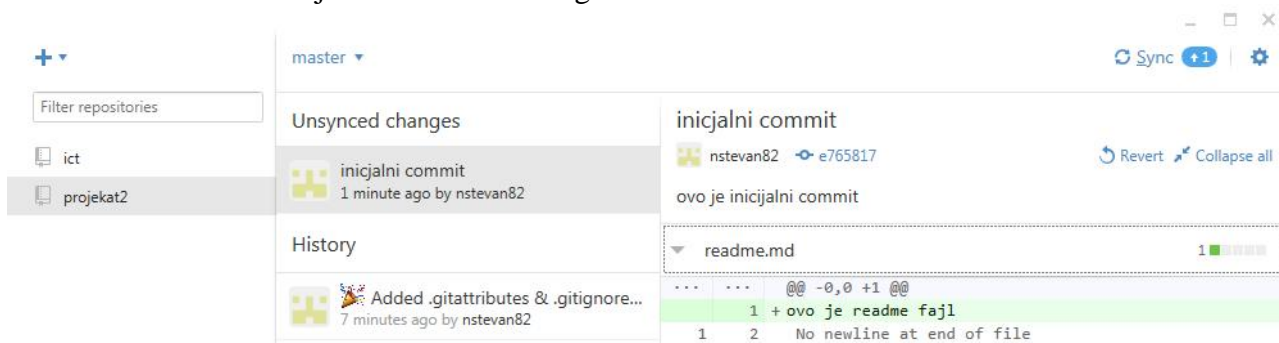 master
Sync +1
Filter repositories
ict
projekat2
Unsynced changes
inicjalni commit
1 minute ago by nstevan82
History
Added .gitattributes & .gitignore...
7 minutes ago by nstevan82
inicjalni commit
nstevan82 e765817
Revert Collapse all
ovo je inicijalni commit
readme.md 1
... ... @@ -0,0 +1 @@
1 + ovo je readme fajl
1 2 No newline at end of file